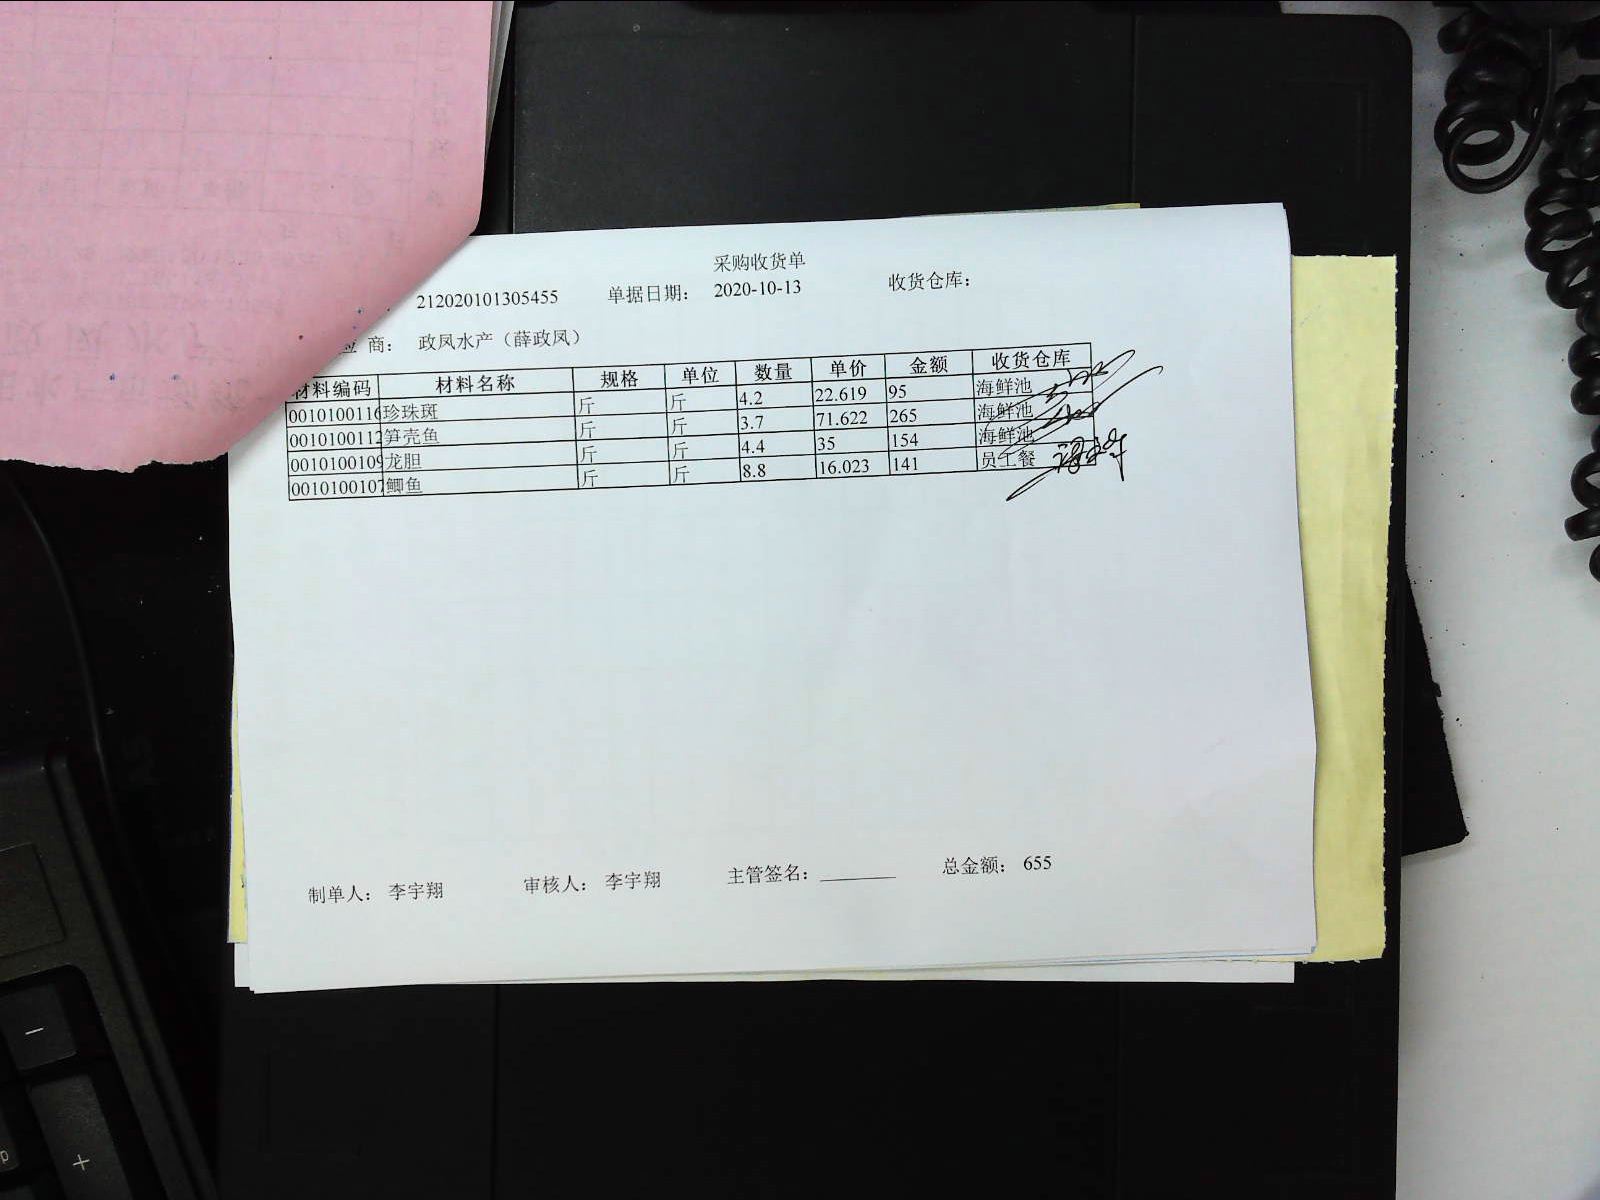 采购收货单
212020101305455 单据日期： 2020-10-13 收货仓库：
应 商： 政凤水产（薛政凤）
材料编码 材料名称 规格 单位 数量 单价 金额 收货仓库
0010100116 珍珠斑 斤 斤 4.2 22.619 95 海鲜池
0010100112 笋壳鱼 斤 斤 3.7 71.622 265 海鲜池
0010100109 龙胆 斤 斤 4.4 35 154 海鲜池
0010100107 鲫鱼 斤 斤 8.8 16.023 141 员工餐
制单人： 李宇翔 审核人： 李宇翔 主管签名： 总金额： 655